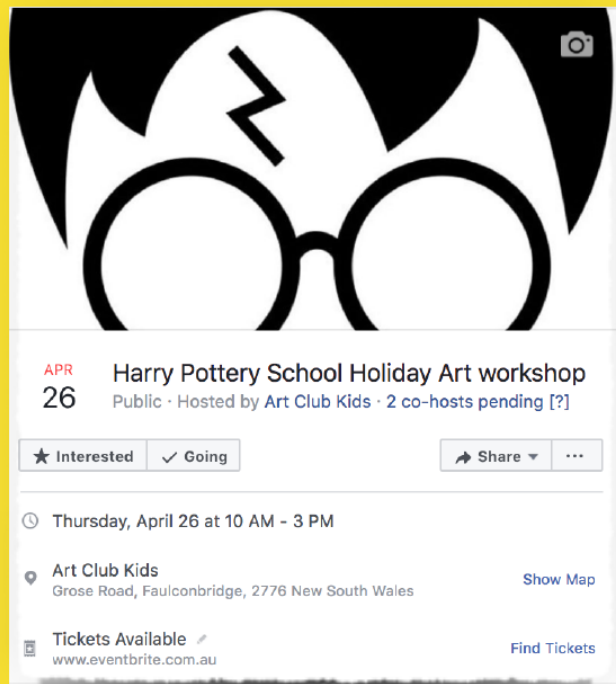 APR
26
Harry Pottery School Holiday Art workshop
Public · Hosted by Art Club Kids · 2 co-hosts pending [?]
Interested
Going
Share
Thursday, April 26 at 10 AM - 3 PM
Art Club Kids
Show Map
Grose Road, Faulconbridge, 2776 New South Wales
Tickets Available
Find Tickets
www.eventbrite.com.au